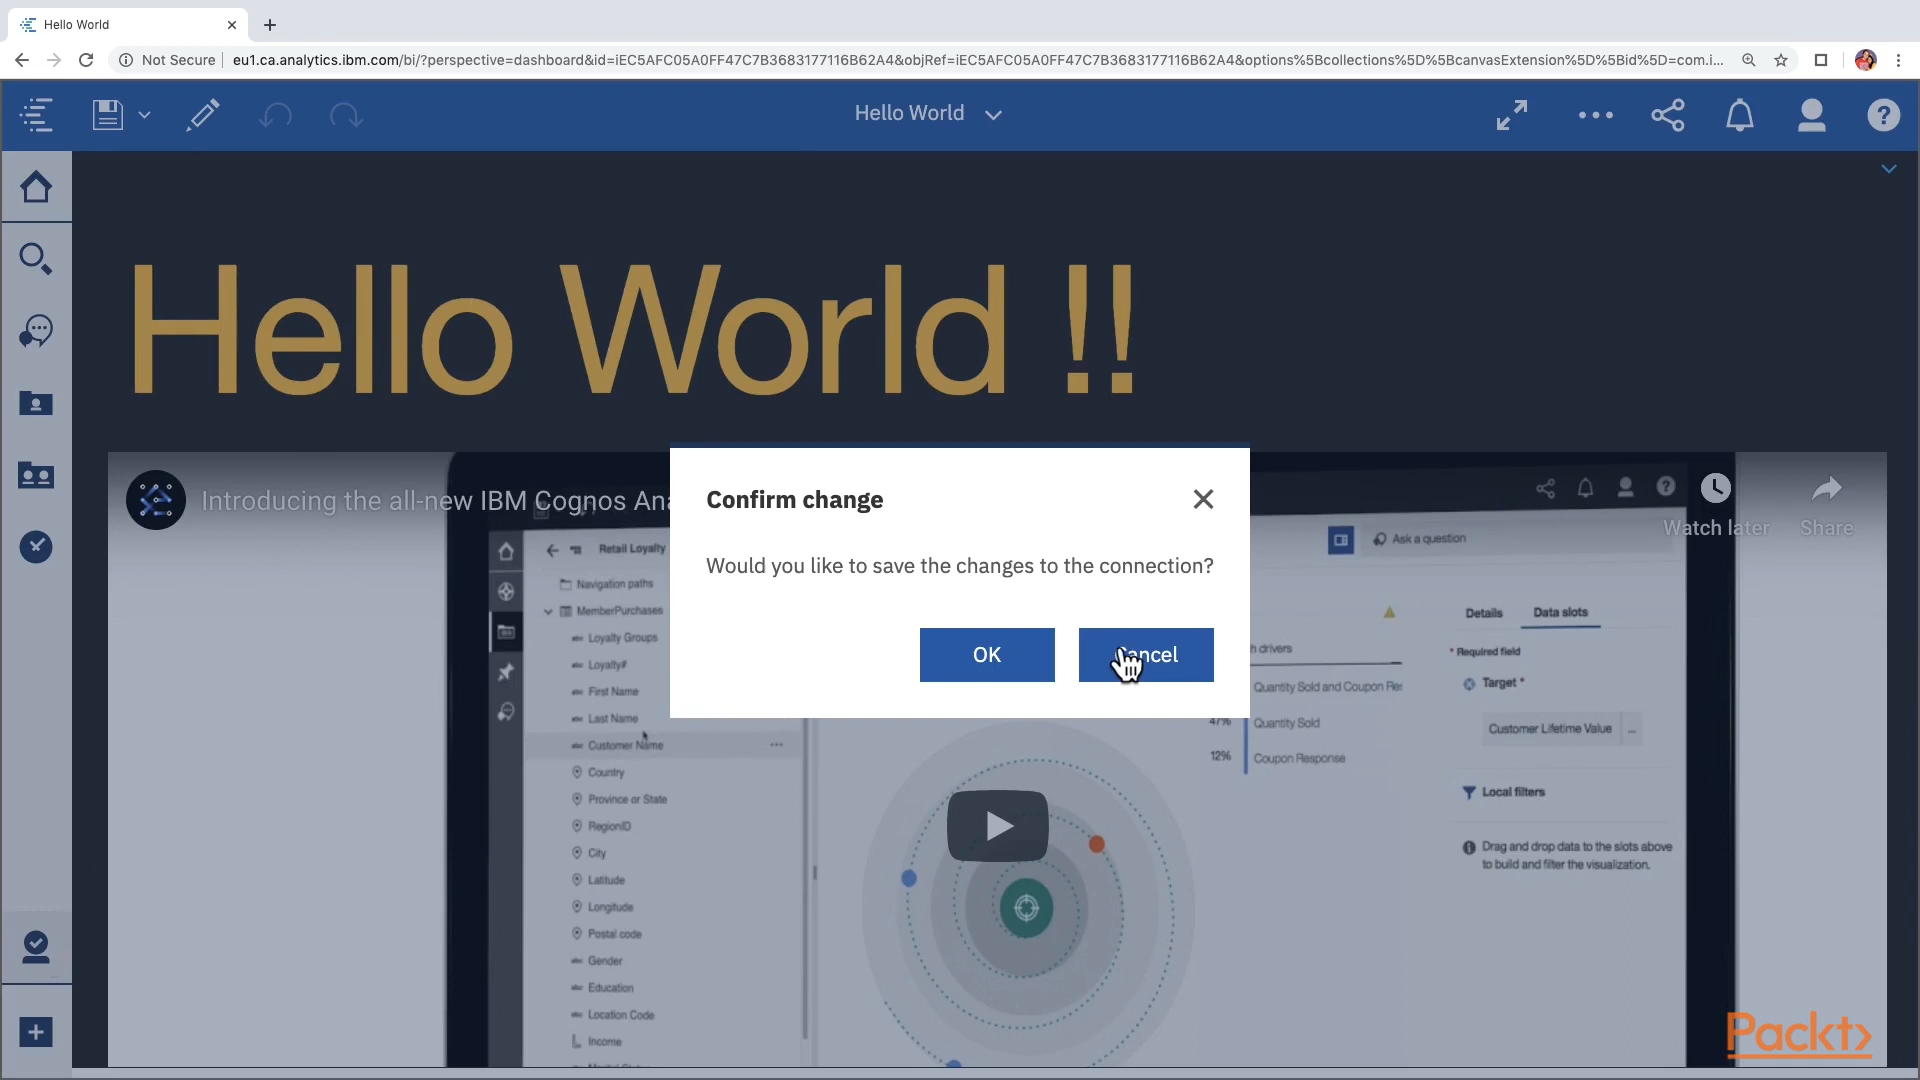 Hello World
Not Secure
eu1.ca.analytics.ibm.com/bi/?perspective=dashboard&id=iEC5AFC05A0FF47C7B3683177116B62A4&objRef=iEC5AFC05A0FF47C7B3683177116B62A4&options%5Bcollections%5D%5BcanvasExtension%5D%5Bid%5D=com.i...
Hello World
Hello World !!
Introducing the all-new IBM Cognos Ana
Watch later
Share
Confirm change
Would you like to save the changes to the connection?
OK
Cancel
Retail Loyalty
Navigation paths
MemberPurchases
Loyalty Groups
Loyalty#
First Name
Last Name
Customer Name
Country
Province or State
RegionID
City
Latitude
Longitude
Postal code
Gender
Education
Location Code
Income
Ask a question
Details
Data slots
drivers
* Required field
Target *
Customer Lifetime Value
...
Quantity Sold and Coupon Res
47%
Quantity Sold
12%
Coupon Response
Local filters
Drag and drop data to the slots above
to build and filter the visualization.
Packt>